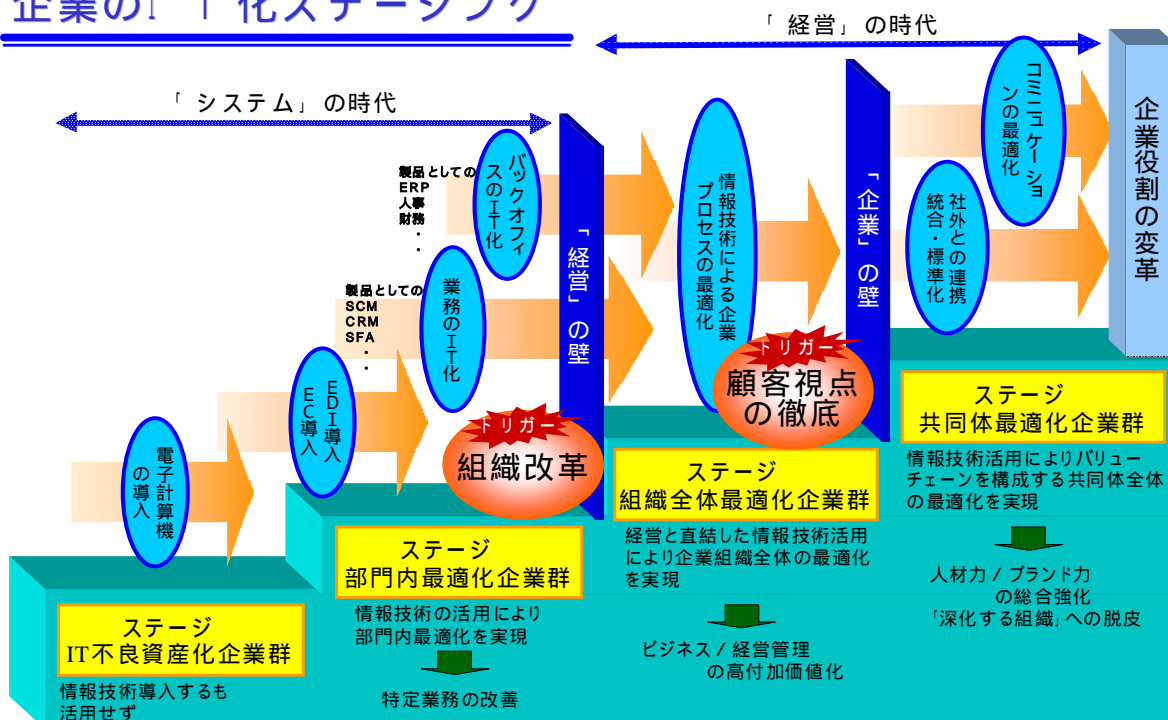 企業のIT化ステージング
「経営」の時代
「システム」の時代
製品としての
ERP
人事
財務
・
・
バックオフィ
スのIT化
製品としての
SCM
CRM
SFA
・
・
業務のIT化
EDI導入
EC導入
電子計算機
の導入
「経営」の壁
情報技術による企業
プロセスの最適化
「企業」の壁
コミニュケーショ
ンの最適化
社外との連携
統合・標準化
企業役割の変革
トリガー
組織改革
トリガー
顧客視点
の徹底
ステージ
IT不良資産化企業群
情報技術導入するも
活用せず
ステージ
部門内最適化企業群
情報技術の活用により
部門内最適化を実現
特定業務の改善
ステージ
組織全体最適化企業群
経営と直結した情報技術活用
により企業組織全体の最適化
を実現
ビジネス/経営管理
の高付加価値化
ステージ
共同体最適化企業群
情報技術活用によりバリュー
チェーンを構成する共同体全体
の最適化を実現
人材力/ブランド力
の総合強化
「深化する組織」への脱皮